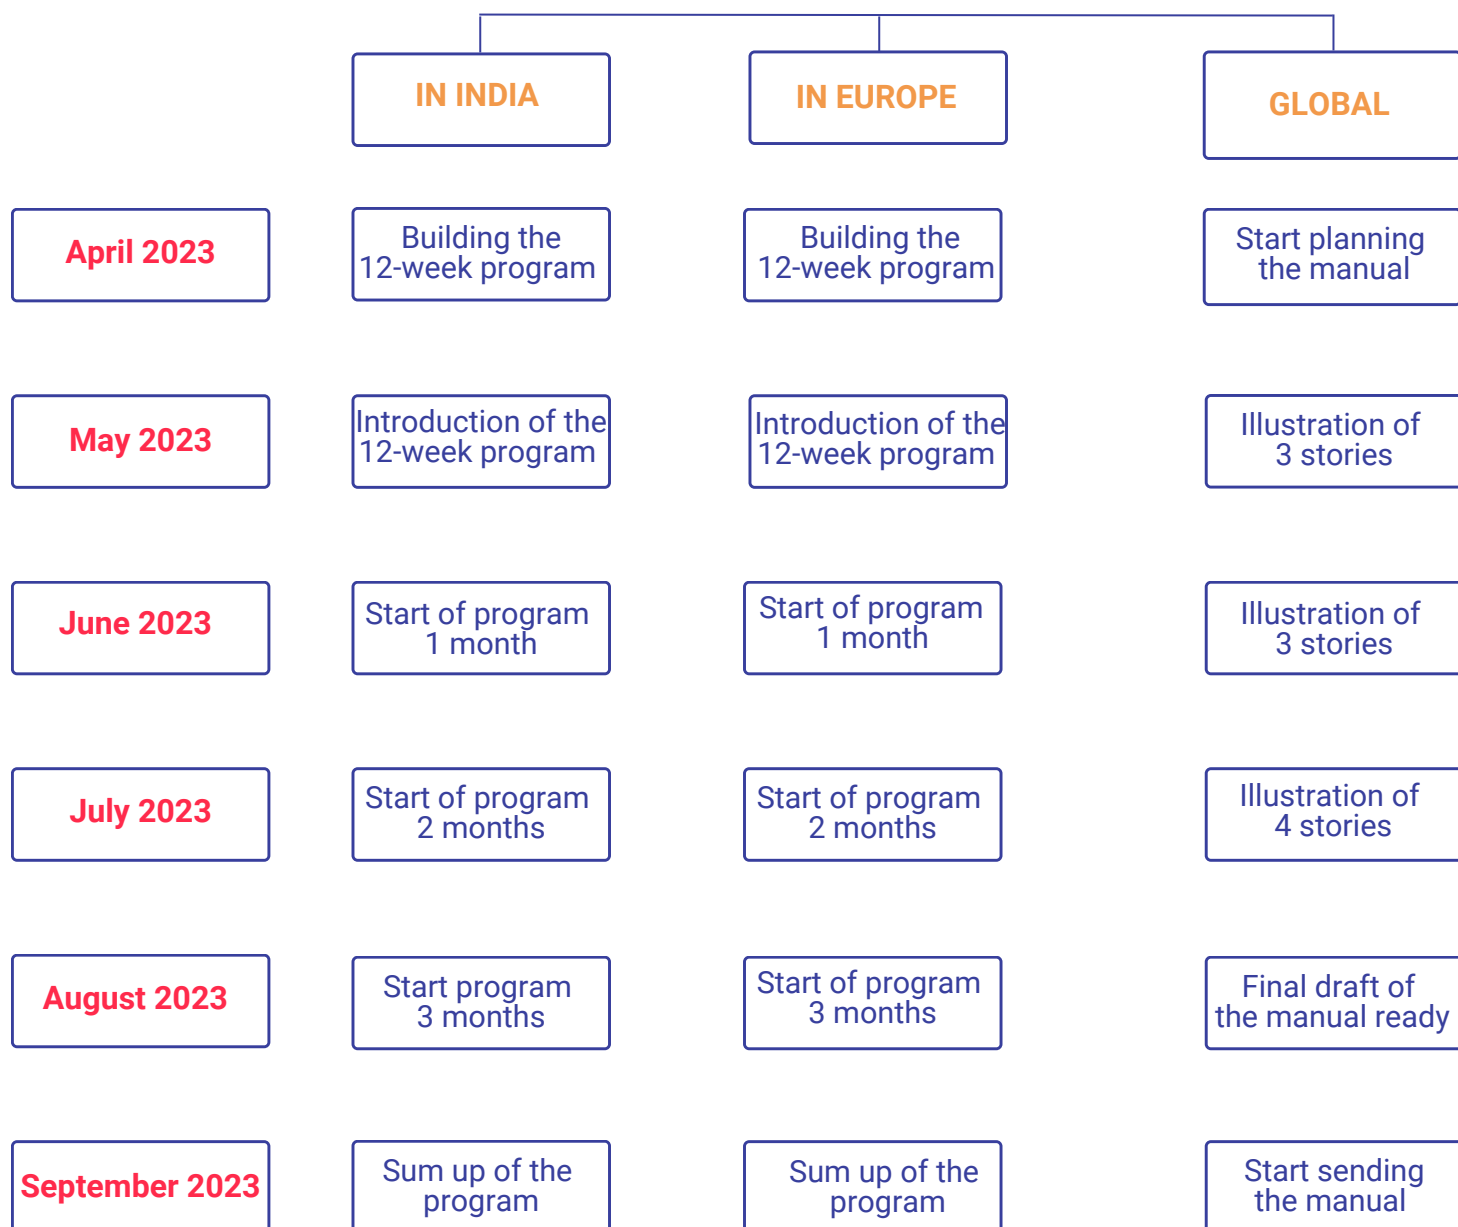 IN INDIA
IN EUROPE
GLOBAL
April 2023
Building the
12-week program
Building the
12-week program
Start planning
the manual
May 2023
Introduction of the
12-week program
Introduction of the
12-week program
Illustration of
3 stories
June 2023
Start of program
1 month
Start of program
1 month
Illustration of
3 stories
July 2023
Start of program
2 months
Start of program
2 months
Illustration of
4 stories
August 2023
Start program
3 months
Start of program
3 months
Final draft of
the manual ready
September 2023
Sum up of the
program
Sum up of the
program
Start sending
the manual